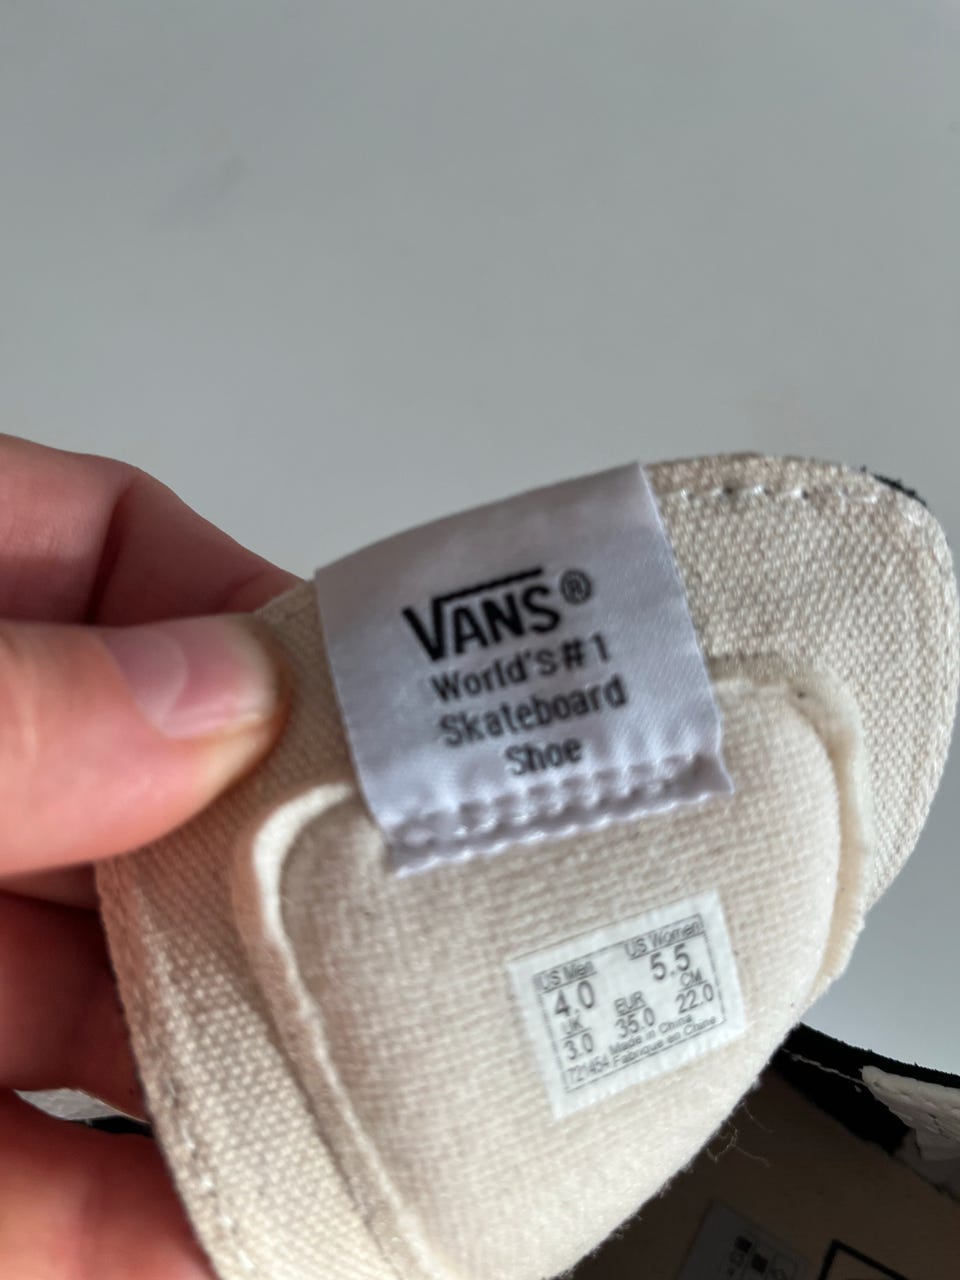 VANS®
World's #1
Skateboard
Shoe
US Men US Women
4.0 5.5
UK EUR CM
3.0 35.0 22.0
Made in China
721454 Fabriqué en Chine